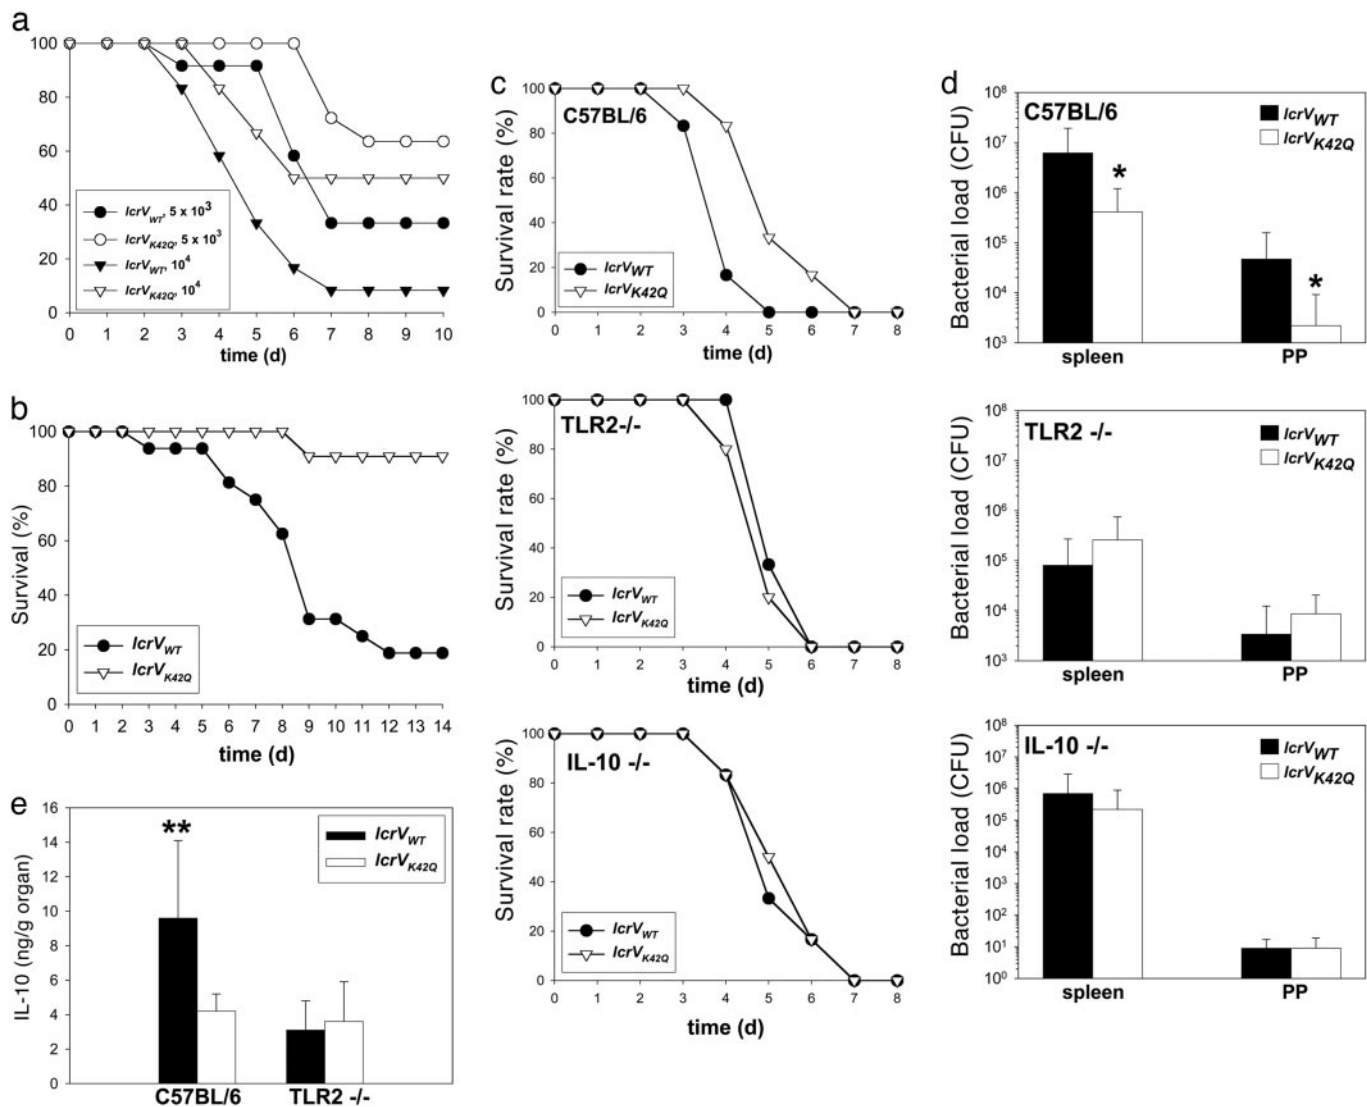 a
100
80
60
40
20
0
lcrVWT, 5 x 10³
lcrVK42Q, 5 x 10³
lcrVWT, 10⁴
lcrVK42Q, 10⁴
0 1 2 3 4 5 6 7 8 9 10
time (d)
b
Survival (%)
100
80
60
40
20
0
lcrVWT
lcrVK42Q
0 1 2 3 4 5 6 7 8 9 10 11 12 13 14
time (d)
c
Survival rate (%)
100
80
60
40
20
0
C57BL/6
lcrVWT
lcrVK42Q
0 1 2 3 4 5 6 7 8
time (d)
Survival rate (%)
100
80
60
40
20
0
TLR2-/-
lcrVWT
lcrVK42Q
0 1 2 3 4 5 6 7 8
time (d)
Survival rate (%)
100
80
60
40
20
0
IL-10 -/-
lcrVWT
lcrVK42Q
0 1 2 3 4 5 6 7 8
time (d)
d
Bacterial load (CFU)
10⁸
10⁷
10⁶
10⁵
10⁴
10³
C57BL/6
lcrVWT
lcrVK42Q
*
*
spleen PP
Bacterial load (CFU)
10⁸
10⁷
10⁶
10⁵
10⁴
10³
TLR2 -/-
lcrVWT
lcrVK42Q
spleen PP
Bacterial load (CFU)
10⁸
10⁷
10⁶
10⁵
10⁴
10³
10²
10¹
10⁰
IL-10 -/-
lcrVWT
lcrVK42Q
spleen PP
e
IL-10 (ng/g organ)
16
14
12
10
8
6
4
2
0
**
lcrVWT
lcrVK42Q
C57BL/6 TLR2 -/-